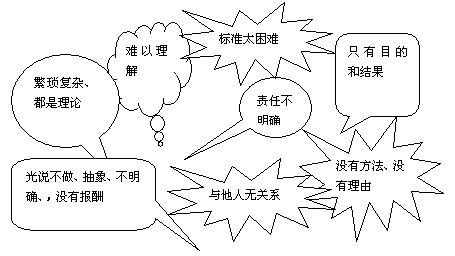 标准太困难
难以理
解
只有目的
和结果
繁琐复杂、
都是理论
责任不
明确
没有方法、没
有理由
光说不做、抽象、不明
确、，没有报酬
与他人无关系